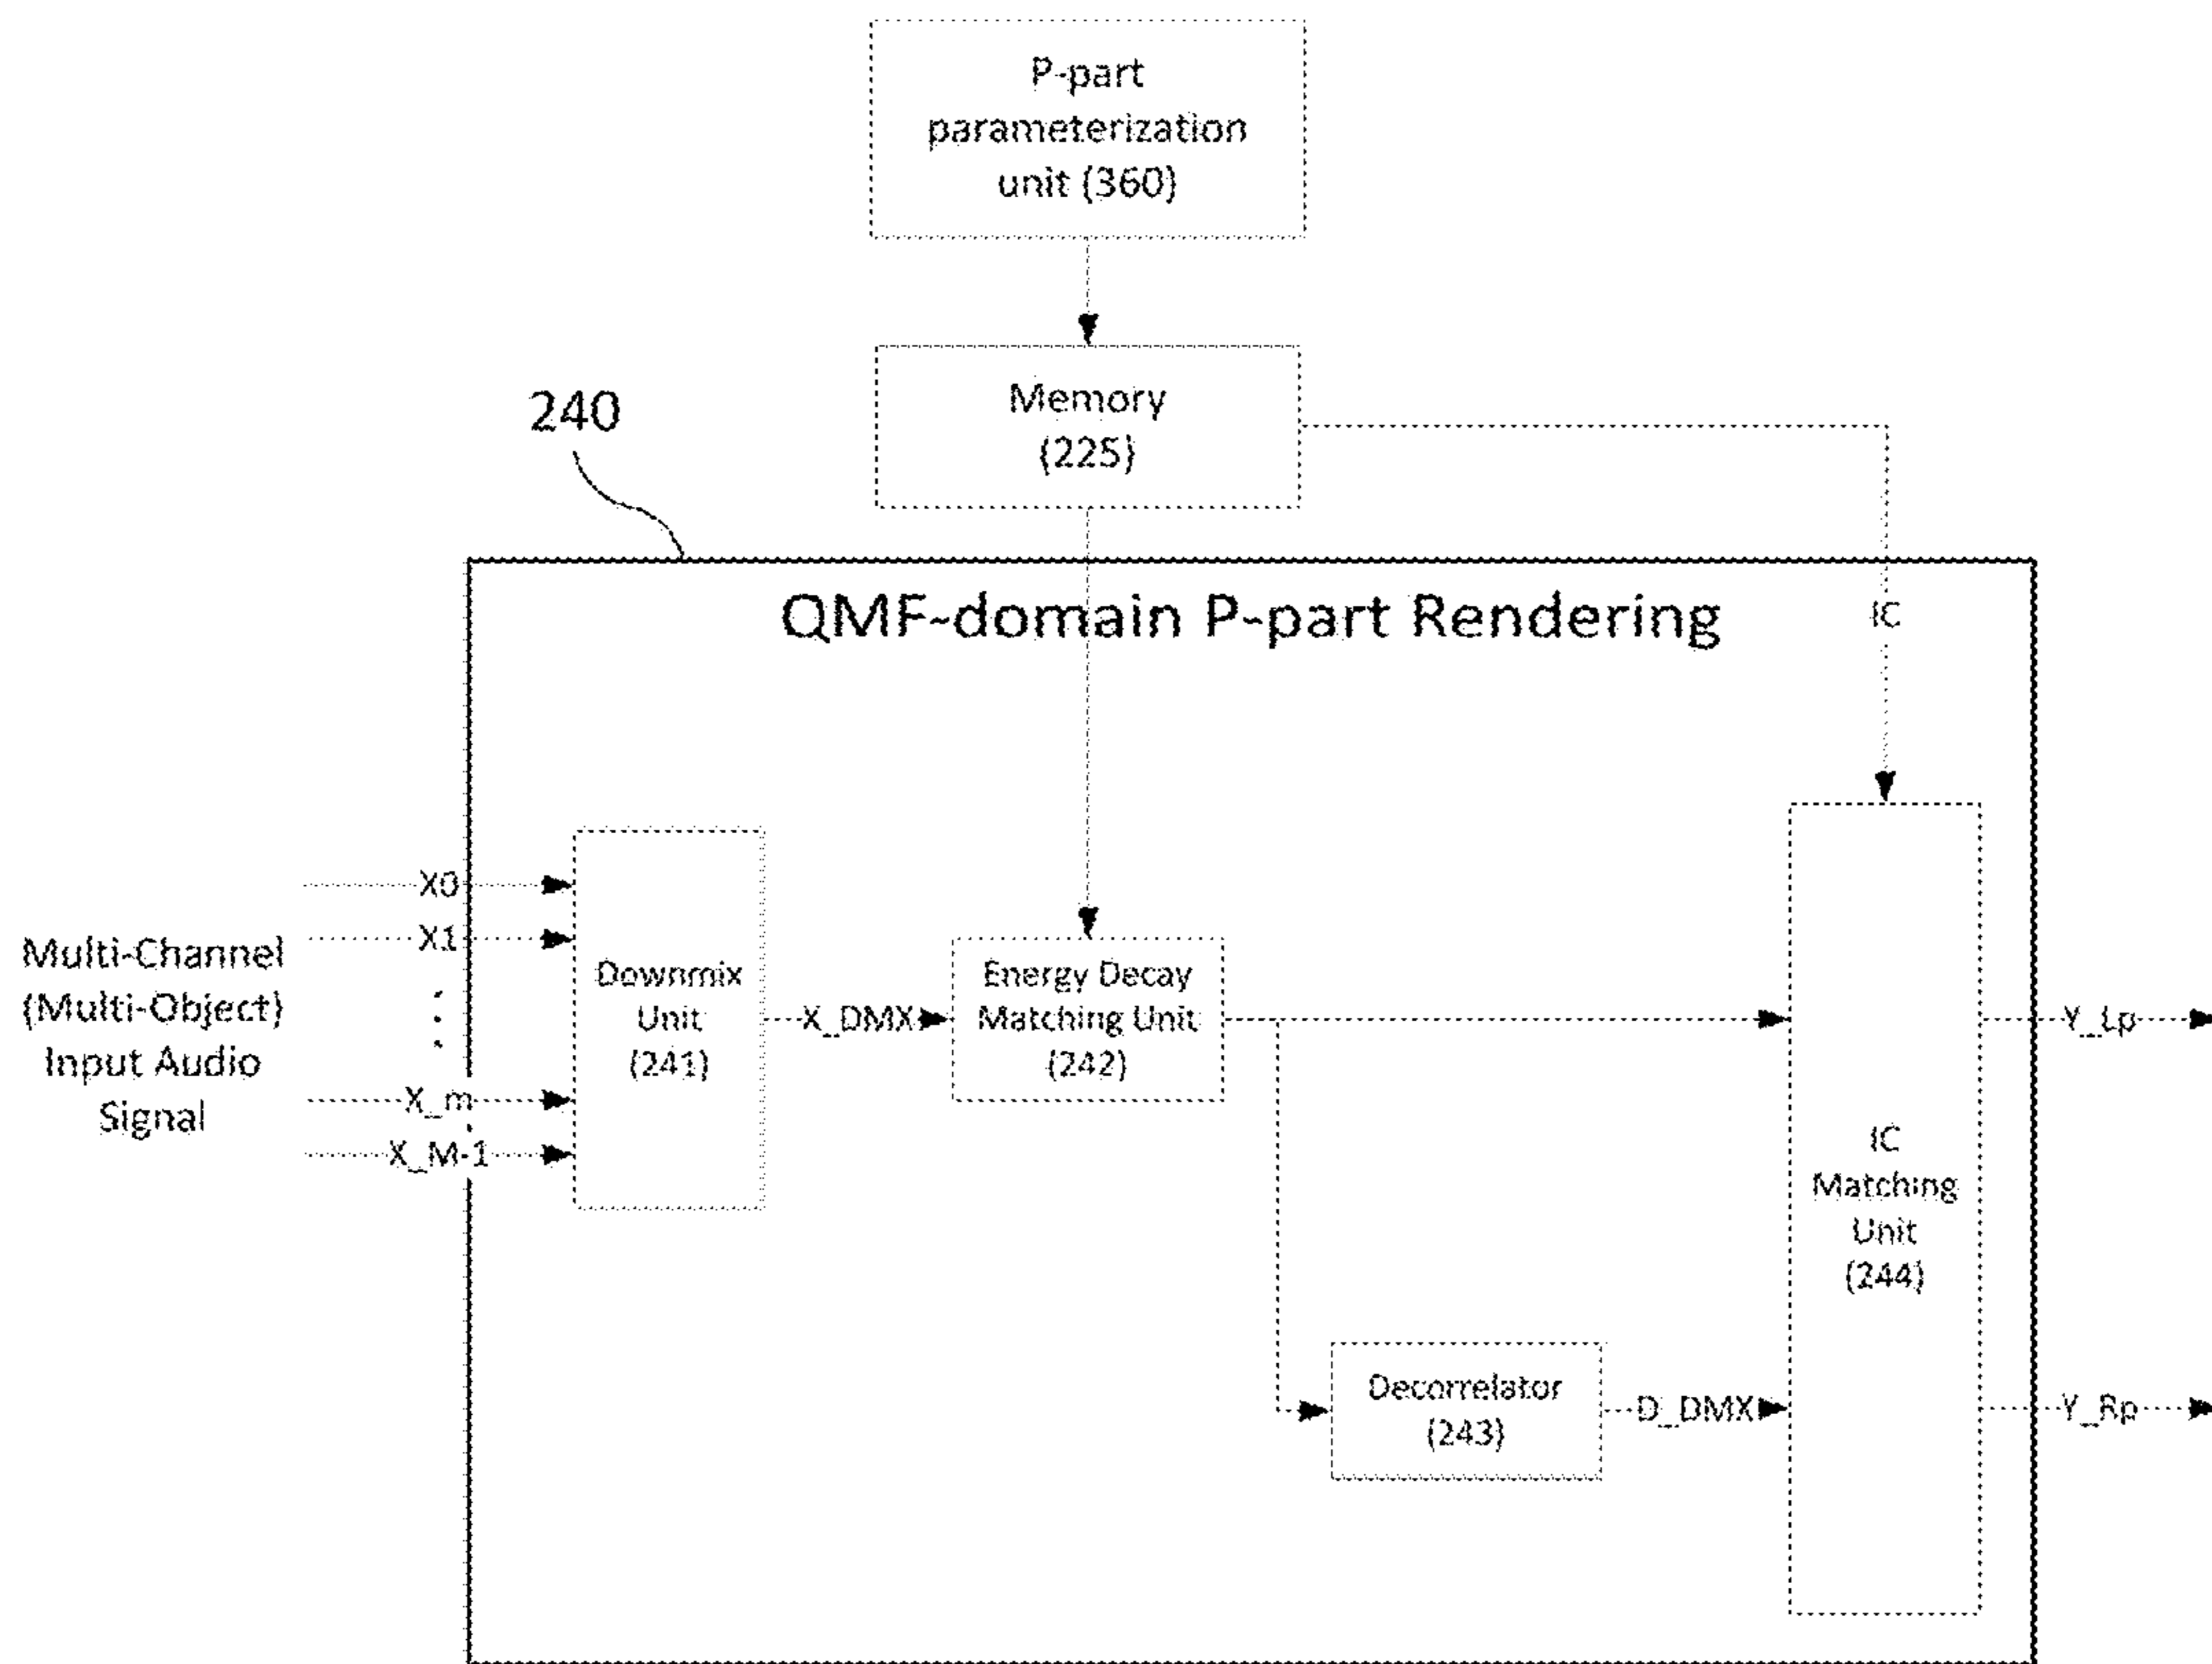 P-part
parameterization
unit (360)
Memory
(225)
240
QMF-domain P-part Rendering
IC
Multi-Channel
(Multi-Object)
Input Audio
Signal
X0
X1
X_m
X_M-1
Downmix
Unit
(241)
X_DMX
Energy Decay
Matching Unit
(242)
Decorrelator
(243)
D_DMX
IC
Matching
Unit
(244)
Y_Lp
Y_Rp